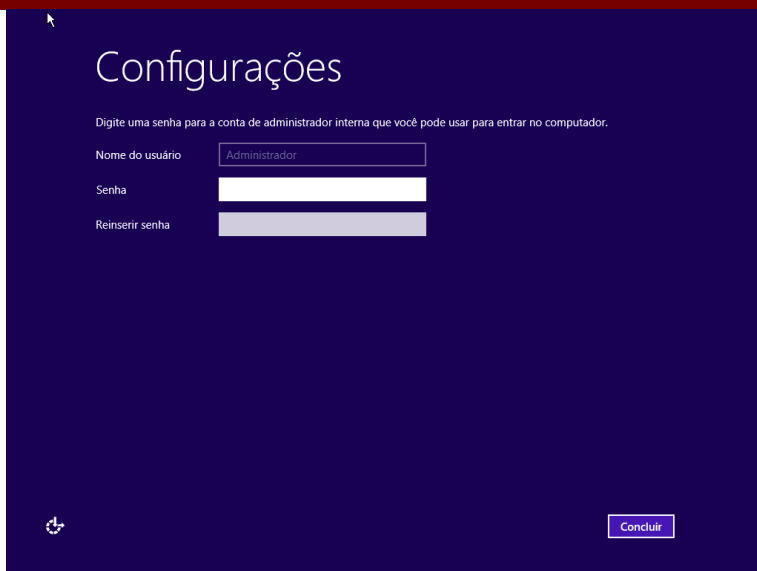 Configurações
Digite uma senha para a conta de administrador interna que você pode usar para entrar no computador.
Nome do usuário Administrador
Senha
Reinserir senha
Concluir